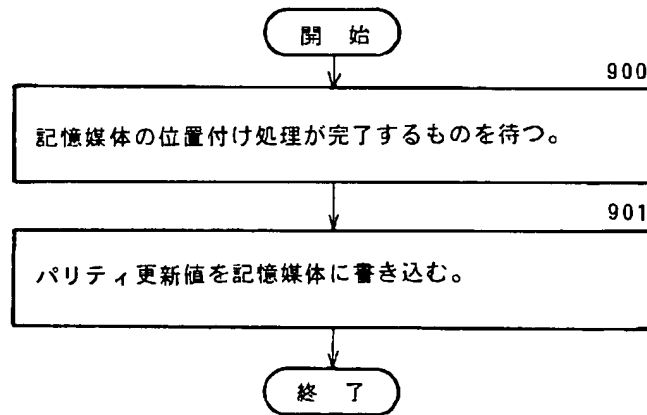 開 始
900
記憶媒体の位置付け処理が完了するものを待つ。
901
パリティ更新値を記憶媒体に書き込む。
終 了